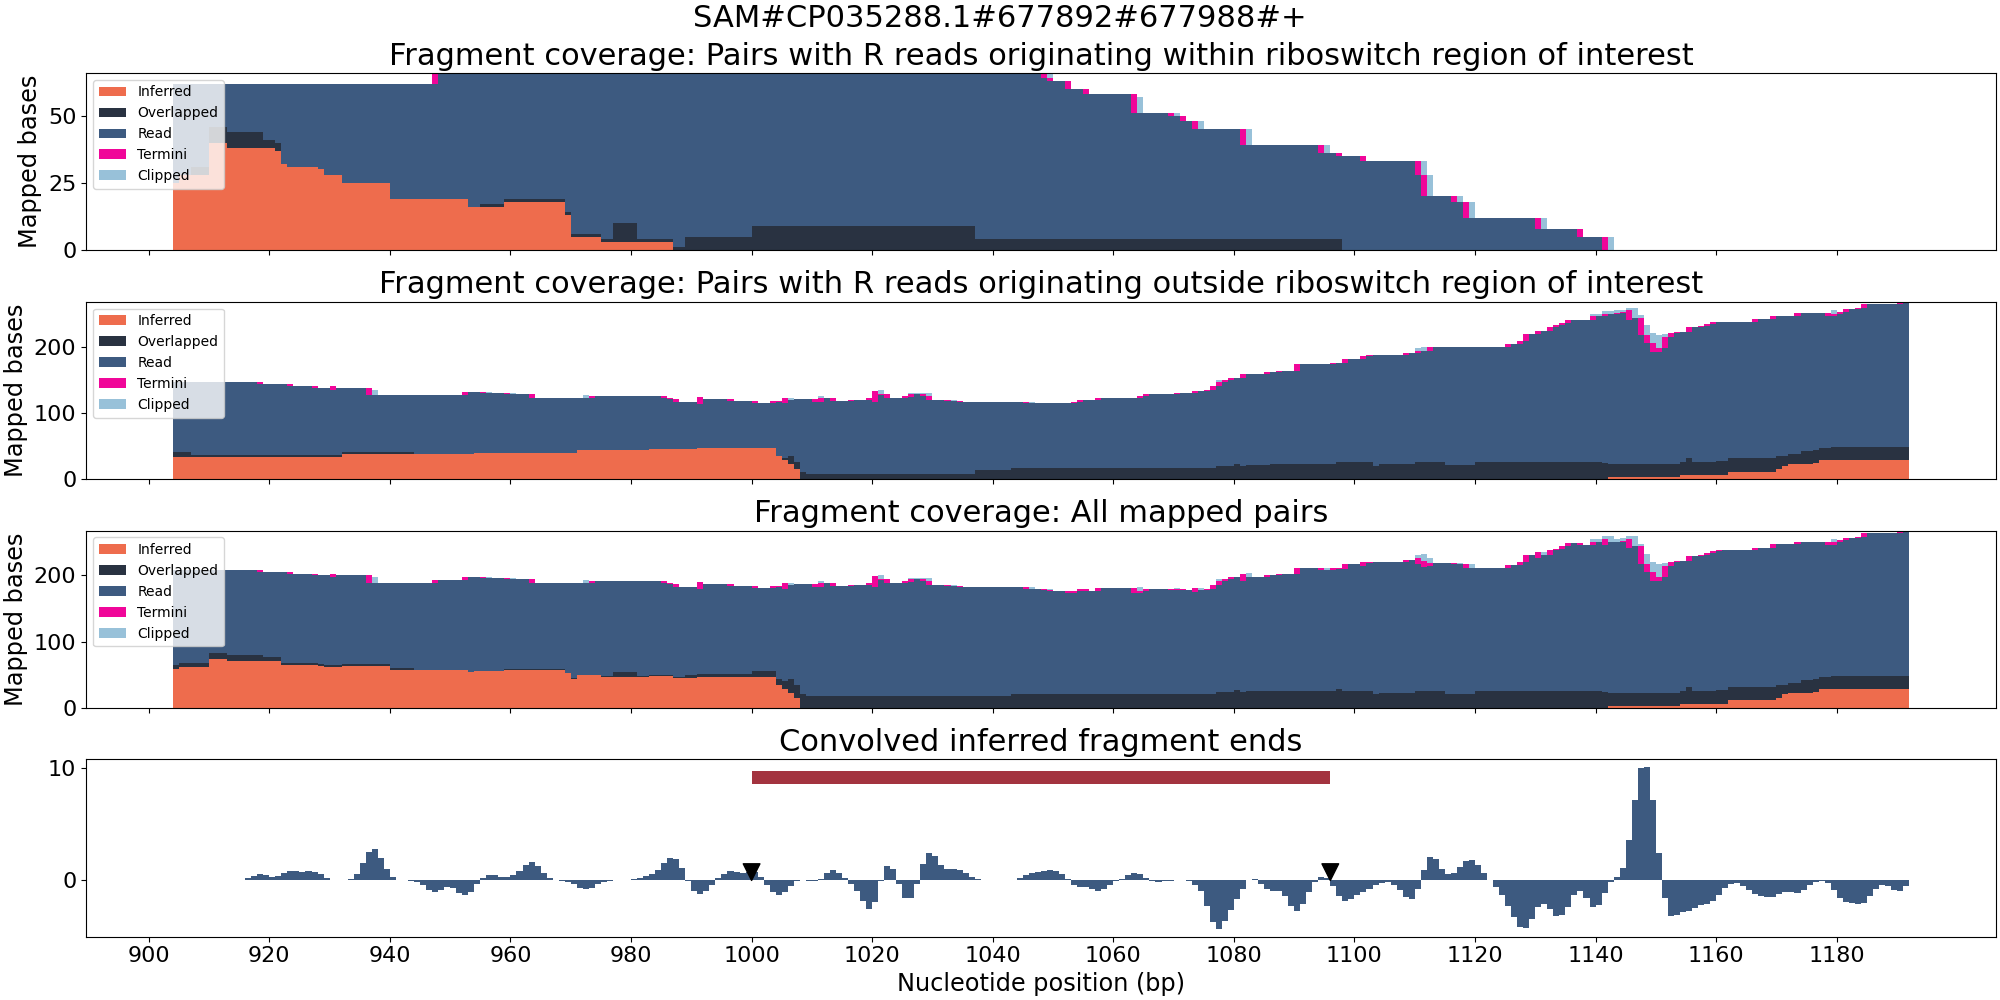 SAM#CP035288.1#677892#677988#+
Fragment coverage: Pairs with R reads originating within riboswitch region of interest
Mapped bases
50
25
0
Inferred
Overlapped
Read
Termini
Clipped
Fragment coverage: Pairs with R reads originating outside riboswitch region of interest
Mapped bases
200
100
0
Inferred
Overlapped
Read
Termini
Clipped
Fragment coverage: All mapped pairs
Mapped bases
200
100
0
Inferred
Overlapped
Read
Termini
Clipped
Convolved inferred fragment ends
10
0
900 920 940 960 980 1000 1020 1040 1060 1080 1100 1120 1140 1160 1180
Nucleotide position (bp)